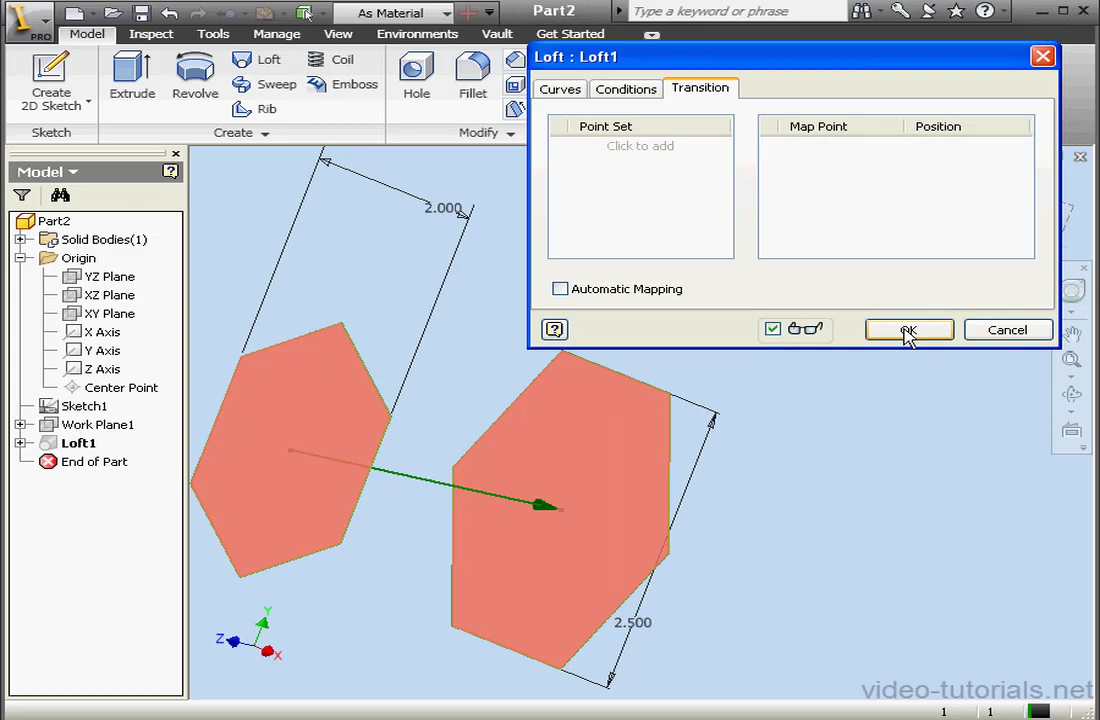 As Material
Part2
Type a keyword or phrase
PRO
Model
Inspect
Tools
Manage
View
Environments
Vault
Get Started
Create
2D Sketch
Extrude
Revolve
Loft
Coil
Sweep
Emboss
Rib
Hole
Fillet
Sketch
Create
Modify
Loft : Loft1
Curves
Conditions
Transition
Point Set
Map Point
Position
Click to add
Automatic Mapping
OK
Cancel
Model
Part2
Solid Bodies(1)
Origin
YZ Plane
XZ Plane
XY Plane
X Axis
Y Axis
Z Axis
Center Point
Sketch1
Work Plane1
Loft1
End of Part
2.000
2.500
Y
Z
X
video-tutorials.net
1 1